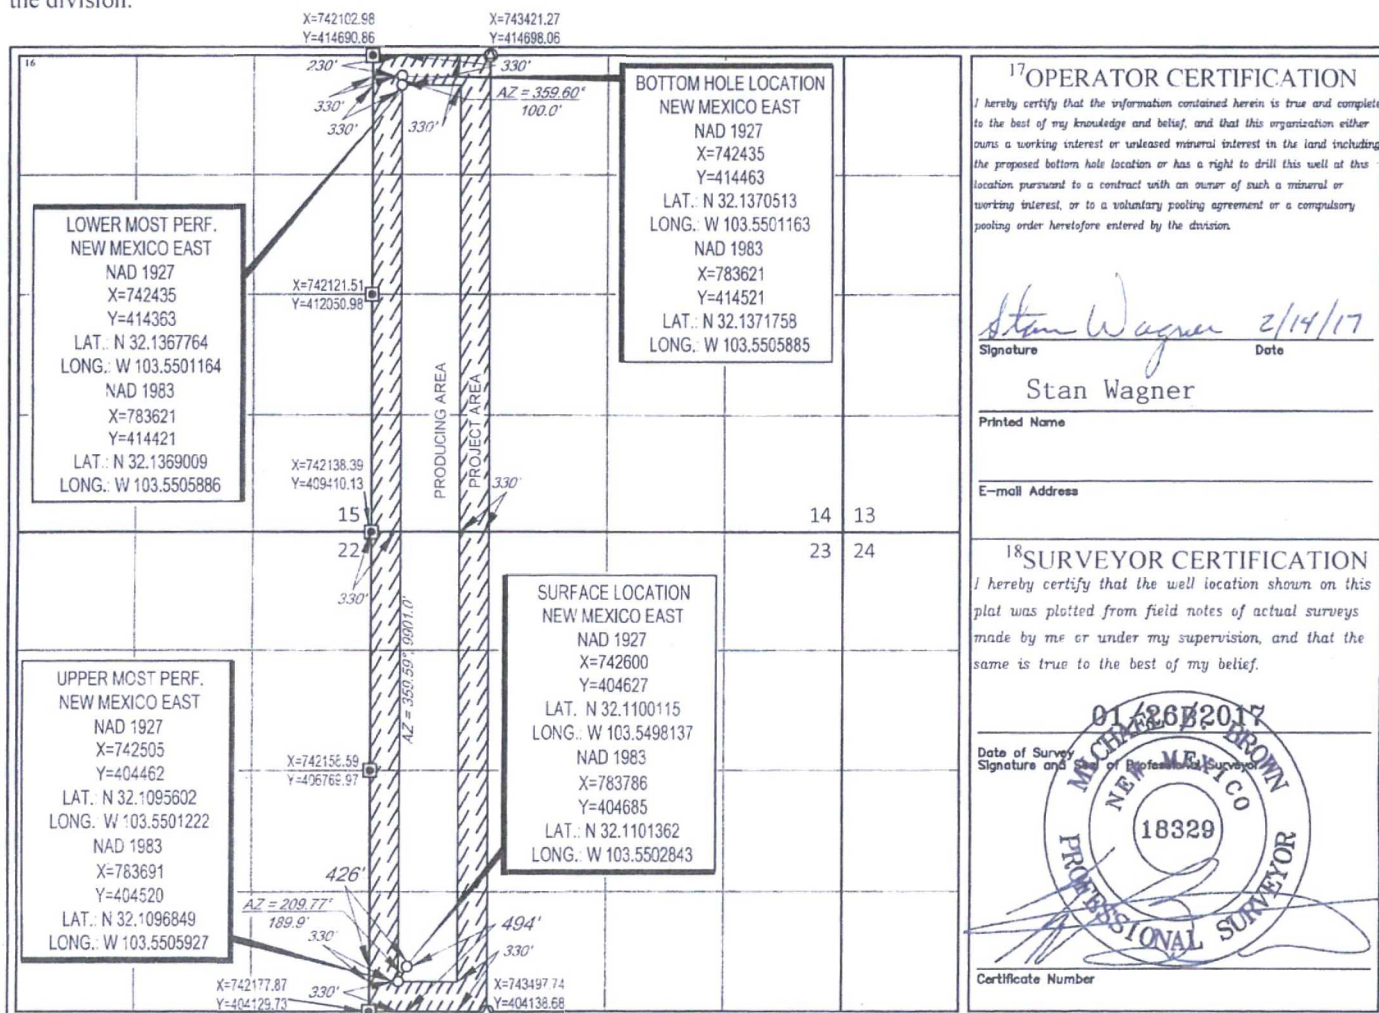 the division.
X=742102.98
Y=414690.86
X=743421.27
Y=414698.06
16
230'
330'
330'
330'
330'
AZ = 359.60°
100.0'
BOTTOM HOLE LOCATION
NEW MEXICO EAST
NAD 1927
X=742435
Y=414463
LAT.: N 32.1370513
LONG.: W 103.5501163
NAD 1983
X=783621
Y=414521
LAT.: N 32.1371758
LONG.: W 103.5505885
LOWER MOST PERF.
NEW MEXICO EAST
NAD 1927
X=742435
Y=414363
LAT.: N 32.1367764
LONG.: W 103.5501164
NAD 1983
X=783621
Y=414421
LAT.: N 32.1369009
LONG.: W 103.5505886
X=742121.51
Y=412050.98
PRODUCING AREA
PROJECT AREA
X=742138.39
Y=409410.13
330'
15
14 13
22
23 24
330'
AZ = 359.59°, 9901.0'
SURFACE LOCATION
NEW MEXICO EAST
NAD 1927
X=742600
Y=404627
LAT. N 32.1100115
LONG.: W 103.5498137
NAD 1983
X=783786
Y=404685
LAT.: N 32.1101362
LONG.: W 103.5502843
UPPER MOST PERF.
NEW MEXICO EAST
NAD 1927
X=742505
Y=404462
LAT.: N 32.1095602
LONG. W 103.5501222
NAD 1983
X=783691
Y=404520
LAT.: N 32.1096849
LONG.: W 103.5505927
X=742158.59
Y=406769.97
426'
AZ = 209.77°
189.9'
330'
494'
330'
X=742177.87
Y=404129.73
330'
X=743497.74
Y=404138.68
17 OPERATOR CERTIFICATION
I hereby certify that the information contained herein is true and complete
to the best of my knowledge and belief, and that this organization either
owns a working interest or unleased mineral interest in the land including
the proposed bottom hole location or has a right to drill this well at this
location pursuant to a contract with an owner of such a mineral or
working interest, or to a voluntary pooling agreement or a compulsory
pooling order heretofore entered by the division
Stan Wagner 2/14/17
Signature Date
Stan Wagner
Printed Name
E-mail Address
18 SURVEYOR CERTIFICATION
I hereby certify that the well location shown on this
plat was plotted from field notes of actual surveys
made by me or under my supervision, and that the
same is true to the best of my belief.
01/26/2017
Date of Survey
Signature and Seal of Professional Surveyor
MICHAEL B. BROWN
NEW MEXICO
18329
PROFESSIONAL SURVEYOR
Certificate Number